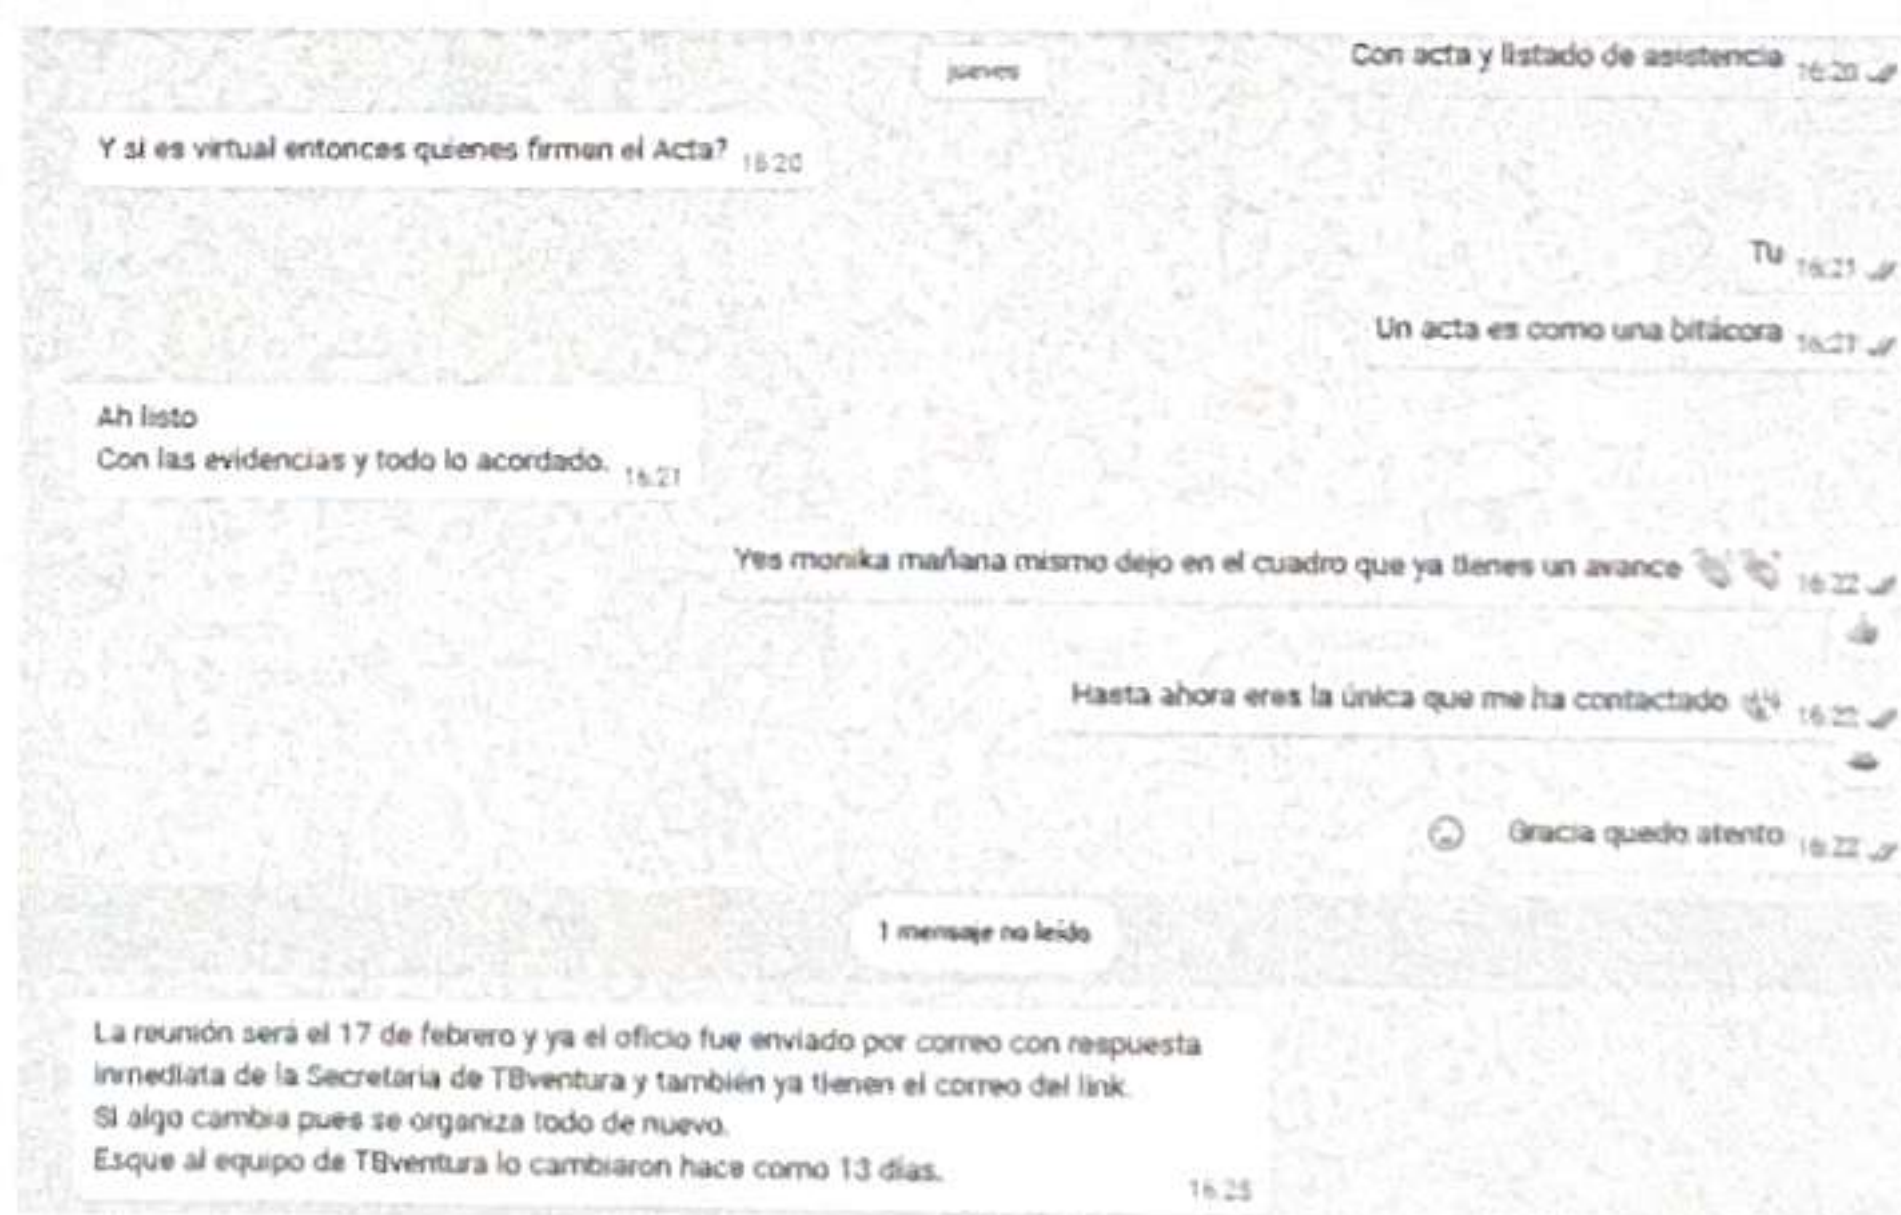 jueves
Con acta y listado de asistencia 16:20
Y si es virtual entonces quienes firman el Acta? 16:20
Tu 16:21
Un acta es como una bitácora 16:21
Ah listo
Con las evidencias y todo lo acordado. 16:21
Yes monika mañana mismo dejo en el cuadro que ya tienes un avance 16:22
Hasta ahora eres la única que me ha contactado 16:22
Gracia quedo atento 16:22
1 mensaje no leído
La reunión será el 17 de febrero y ya el oficio fue enviado por correo con respuesta
inmediata de la Secretaria de TBventura y también ya tienen el correo del link.
Si algo cambia pues se organiza todo de nuevo.
Esque al equipo de TBventura lo cambiaron hace como 13 días. 16:25